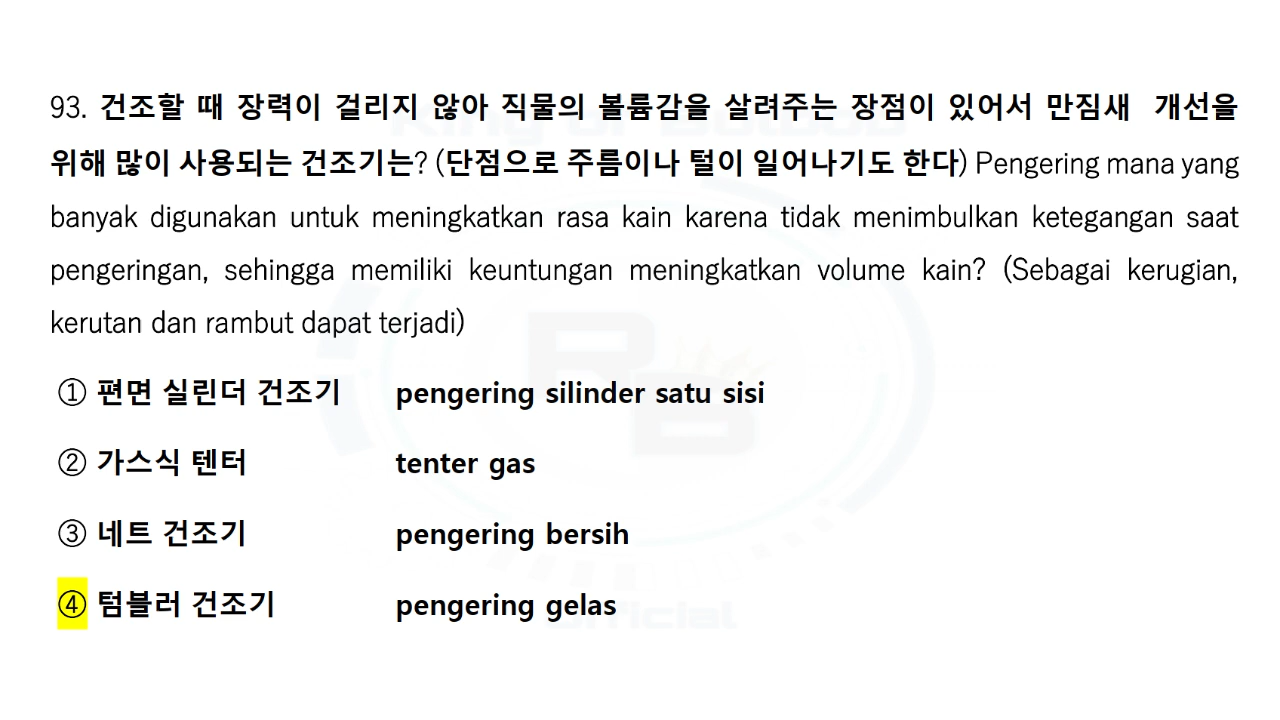 93. 건조할 때 장력이 걸리지 않아 직물의 볼륨감을 살려주는 장점이 있어서 만짐새 개선을
위해 많이 사용되는 건조기는? (단점으로 주름이나 털이 일어나기도 한다) Pengering mana yang
banyak digunakan untuk meningkatkan rasa kain karena tidak menimbulkan ketegangan saat
pengeringan, sehingga memiliki keuntungan meningkatkan volume kain? (Sebagai kerugian,
kerutan dan rambut dapat terjadi)
① 편면 실린더 건조기 pengering silinder satu sisi
② 가스식 텐터 tenter gas
③ 네트 건조기 pengering bersih
④ 텀블러 건조기 pengering gelas